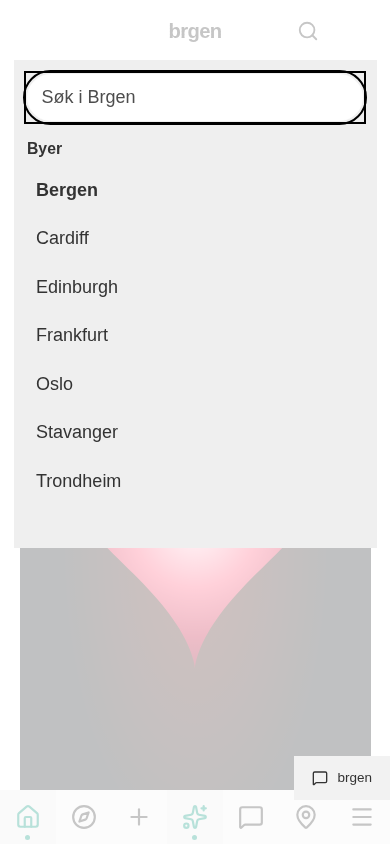 brgen
Søk i Brgen
Byer
Bergen
Cardiff
Edinburgh
Frankfurt
Oslo
Stavanger
Trondheim
brgen